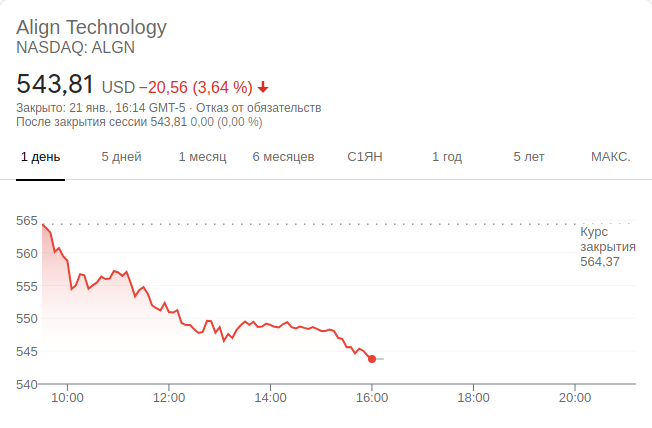 Align Technology
NASDAQ: ALGN
543,81 USD −20,56 (3,64 %)
Закрыто: 21 янв., 16:14 GMT-5 · Отказ от обязательств
После закрытия сессии 543,81 0,00 (0,00 %)
1 день 5 дней 1 месяц 6 месяцев С1ЯН 1 год 5 лет МАКС.
565
Курс
закрытия
564,37
560
555
550
545
540
10:00 12:00 14:00 16:00 18:00 20:00